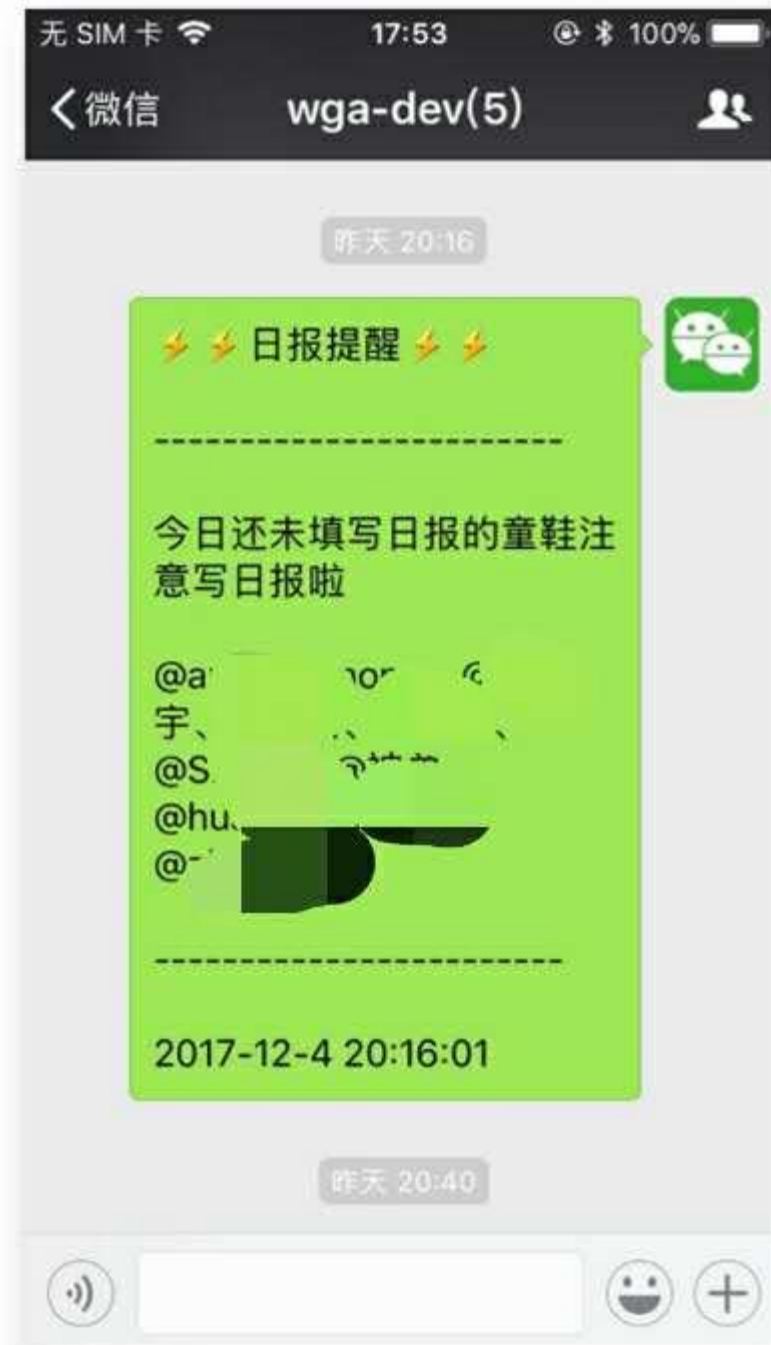 无 SIM 卡 17:53 100%
微信 wga-dev(5)
昨天 20:16
⚡⚡日报提醒⚡⚡
------------------------
今日还未填写日报的童鞋注
意写日报啦
@a
宇、
@S
@hu
@
------------------------
2017-12-4 20:16:01
昨天 20:40